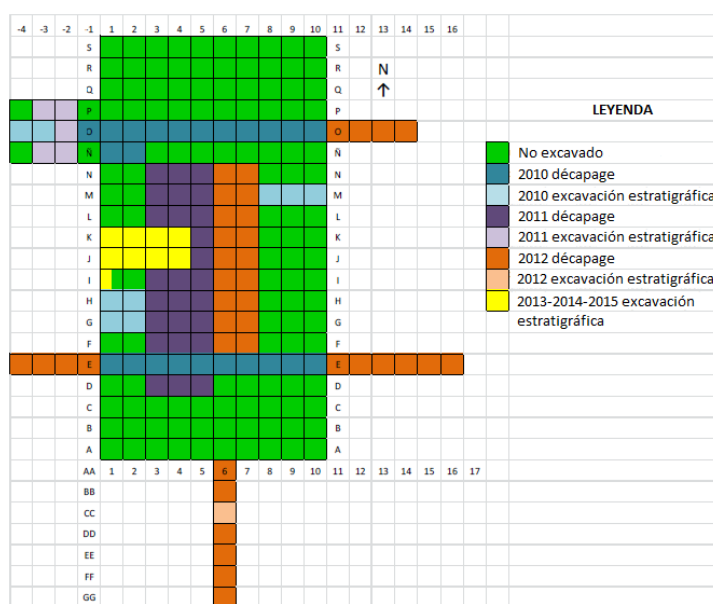 -4 -3 -2 -1 1 2 3 4 5 6 7 8 9 10 11 12 13 14 15 16
S S
R R N
Q Q ↑
P P LEYENDA
O O
Ñ Ñ No excavado
N N 2010 décapage
M M 2010 excavación estratigráfica
L L 2011 décapage
K K 2011 excavación estratigráfica
J J 2012 décapage
I I 2012 excavación estratigráfica
H H 2013-2014-2015 excavación
G G estratigráfica
F F
E E
D D
C C
B B
A A
AA 1 2 3 4 5 6 7 8 9 10 11 12 13 14 15 16 17
BB
CC
DD
EE
FF
GG